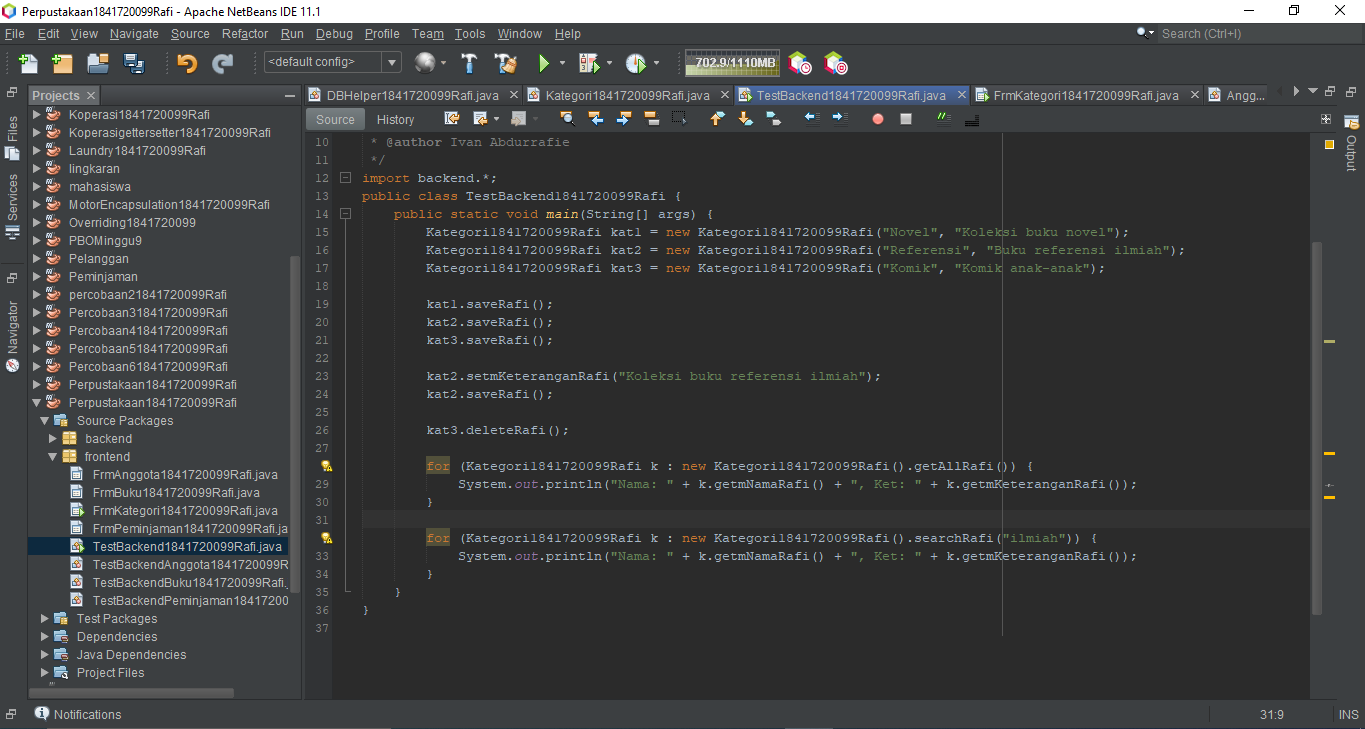 Perpustakaan1841720099Rafi - Apache NetBeans IDE 11.1
File Edit View Navigate Source Refactor Run Debug Profile Team Tools Window Help
Search (Ctrl+I)
<default config>
702.9/1110MB
Projects
DBHelper1841720099Rafi.java
Kategori1841720099Rafi.java
TestBackend1841720099Rafi.java
FrmKategori1841720099Rafi.java
Angg...
Source History
Files
Services
Navigator
Output
Koperasi1841720099Rafi
Koperasigettersetter1841720099Rafi
Laundry1841720099Rafi
lingkaran
mahasiswa
MotorEncapsulation1841720099Rafi
Overriding1841720099
PBOMinggu9
Pelanggan
Peminjaman
percobaan21841720099Rafi
Percobaan31841720099Rafi
Percobaan41841720099Rafi
Percobaan51841720099Rafi
Percobaan61841720099Rafi
Perpustakaan1841720099Rafi
Perpustakaan1841720099Rafi
Source Packages
backend
frontend
FrmAnggota1841720099Rafi.java
FrmBuku1841720099Rafi.java
FrmKategori1841720099Rafi.java
FrmPeminjaman1841720099Rafi.ja
TestBackend1841720099Rafi.java
TestBackendAnggota1841720099R
TestBackendBuku1841720099Rafi.
TestBackendPeminjaman18417200
Test Packages
Dependencies
Java Dependencies
Project Files
10 * @author Ivan Abdurrafie
11 */
12 import backend.*;
13 public class TestBackend1841720099Rafi {
14 public static void main(String[] args) {
15 Kategori1841720099Rafi kat1 = new Kategori1841720099Rafi("Novel", "Koleksi buku novel");
16 Kategori1841720099Rafi kat2 = new Kategori1841720099Rafi("Referensi", "Buku referensi ilmiah");
17 Kategori1841720099Rafi kat3 = new Kategori1841720099Rafi("Komik", "Komik anak-anak");
18
19 kat1.saveRafi();
20 kat2.saveRafi();
21 kat3.saveRafi();
22
23 kat2.setmKeteranganRafi("Koleksi buku referensi ilmiah");
24 kat2.saveRafi();
25
26 kat3.deleteRafi();
27
for (Kategori1841720099Rafi k : new Kategori1841720099Rafi().getAllRafi()) {
29 System.out.println("Nama: " + k.getmNamaRafi() + ", Ket: " + k.getmKeteranganRafi());
30 }
31
for (Kategori1841720099Rafi k : new Kategori1841720099Rafi().searchRafi("ilmiah")) {
33 System.out.println("Nama: " + k.getmNamaRafi() + ", Ket: " + k.getmKeteranganRafi());
34 }
35 }
36 }
37
Notifications
31:9
INS